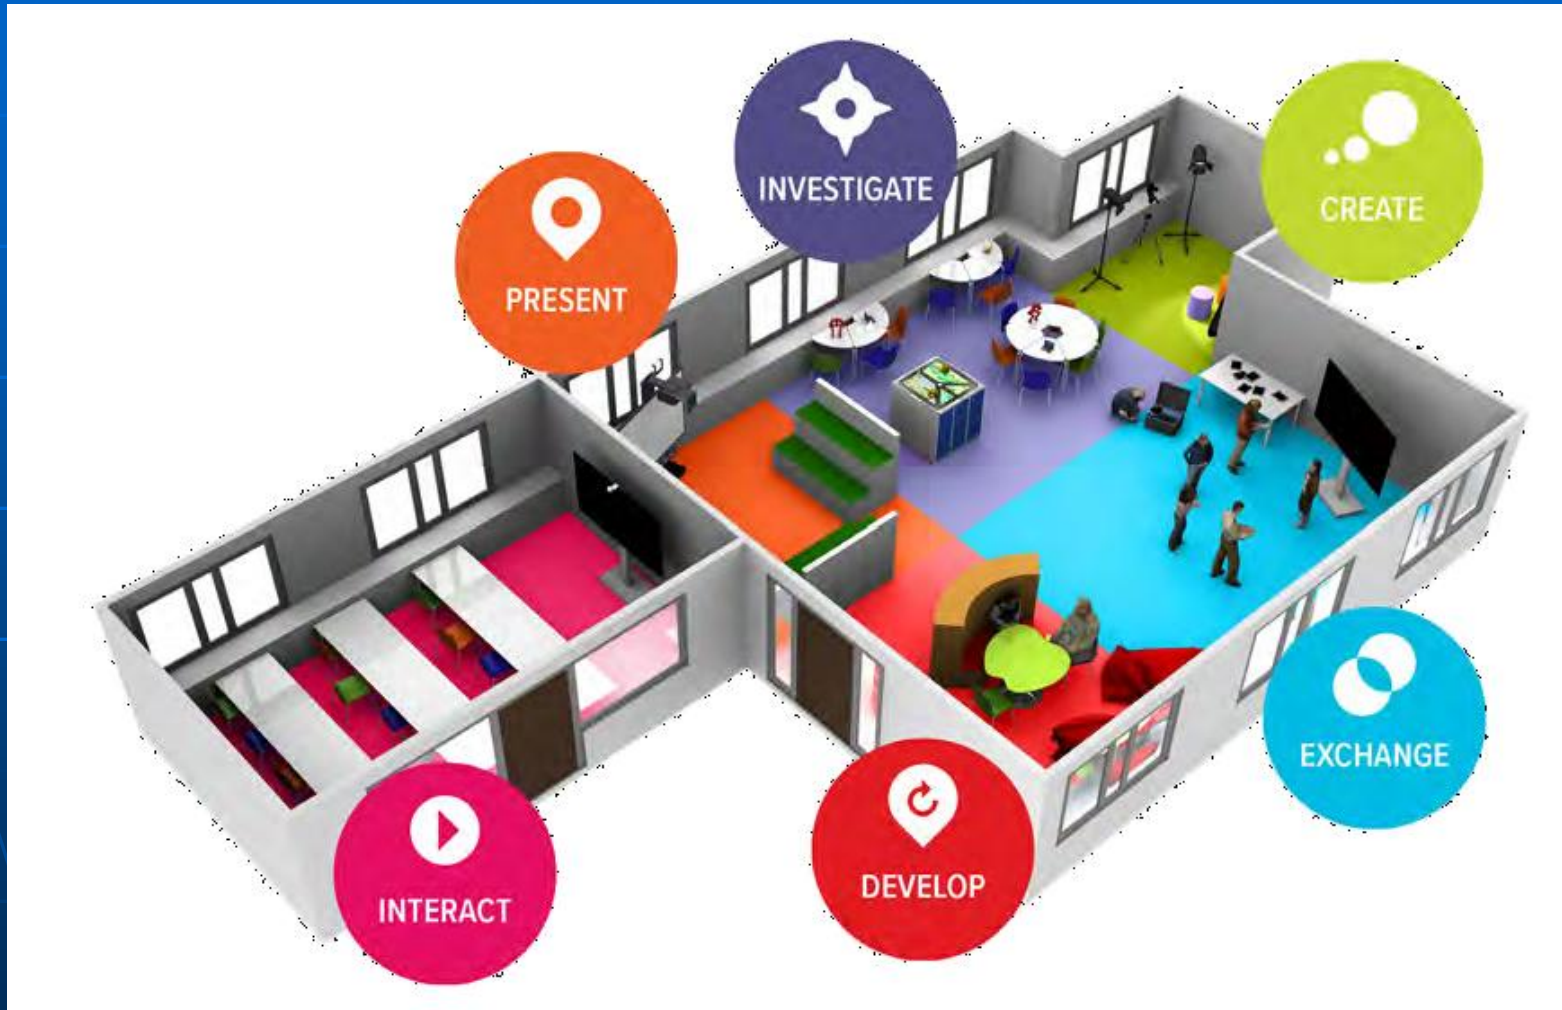 INVESTIGATE
CREATE
PRESENT
EXCHANGE
DEVELOP
INTERACT